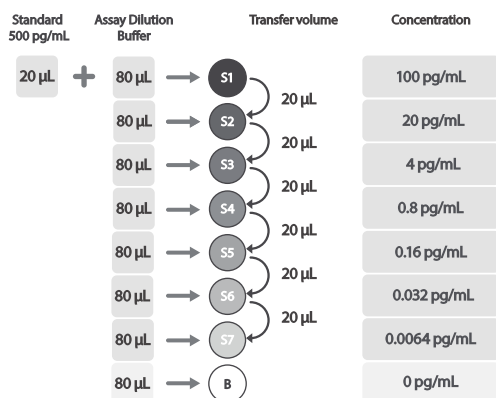 Standard
500 pg/mL
Assay Dilution
Buffer
Transfer volume
Concentration
20 µL + 80 µL S1 100 pg/mL
20 µL
80 µL S2 20 pg/mL
20 µL
80 µL S3 4 pg/mL
20 µL
80 µL S4 0.8 pg/mL
20 µL
80 µL S5 0.16 pg/mL
20 µL
80 µL S6 0.032 pg/mL
20 µL
80 µL S7 0.0064 pg/mL
80 µL B 0 pg/mL